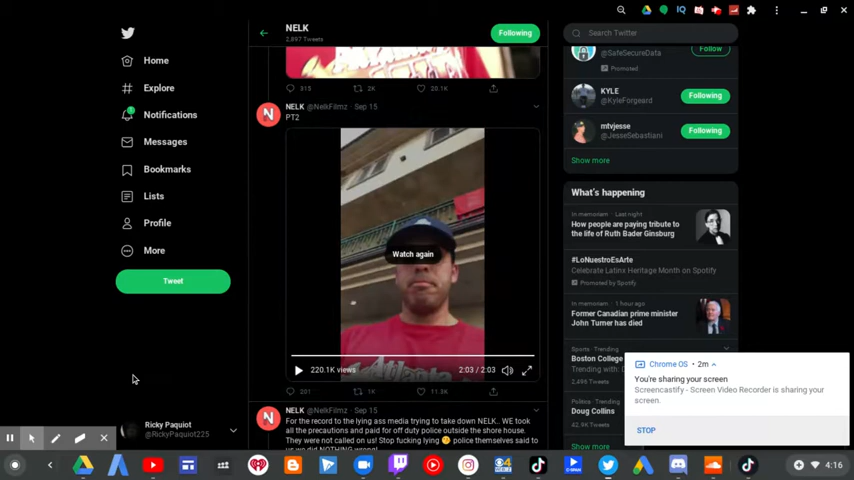 NELK
2,897 Tweets
Following
Search Twitter
Home
Explore
Notifications
Messages
Bookmarks
Lists
Profile
More
Tweet
315
2K
20.1K
NELK @NelkFilmz · Sep 15
PT2
Watch again
220.1K views
2:03 / 2:03
201
1K
11.3K
NELK @NelkFilmz · Sep 15
For the record to the lying ass media trying to take down NELK.. WE took
all the precautions and paid for off duty police outside the shore house.
They were not called on us! Stop fucking lying police themselves said to
us we did NOTHING wrong!
@SafeSecureData
Follow
Promoted
KYLE
@KyleForgeard
Following
mtvjesse
@JesseSebastiani
Following
Show more
What's happening
In memoriam · Last night
How people are paying tribute to
the life of Ruth Bader Ginsburg
#LoNuestroEsArte
Celebrate Latinx Heritage Month on Spotify
Promoted by Spotify
In memoriam · 1 hour ago
Former Canadian prime minister
John Turner has died
Sports · Trending
Boston College
Trending with:
2,496 Tweets
Politics · Trending
Doug Collins
42.9K Tweets
Show more
Chrome OS • 2m
You're sharing your screen
Screencastify - Screen Video Recorder is sharing your
screen.
STOP
Ricky Paquiot
@RickyPaquiot225
4:16